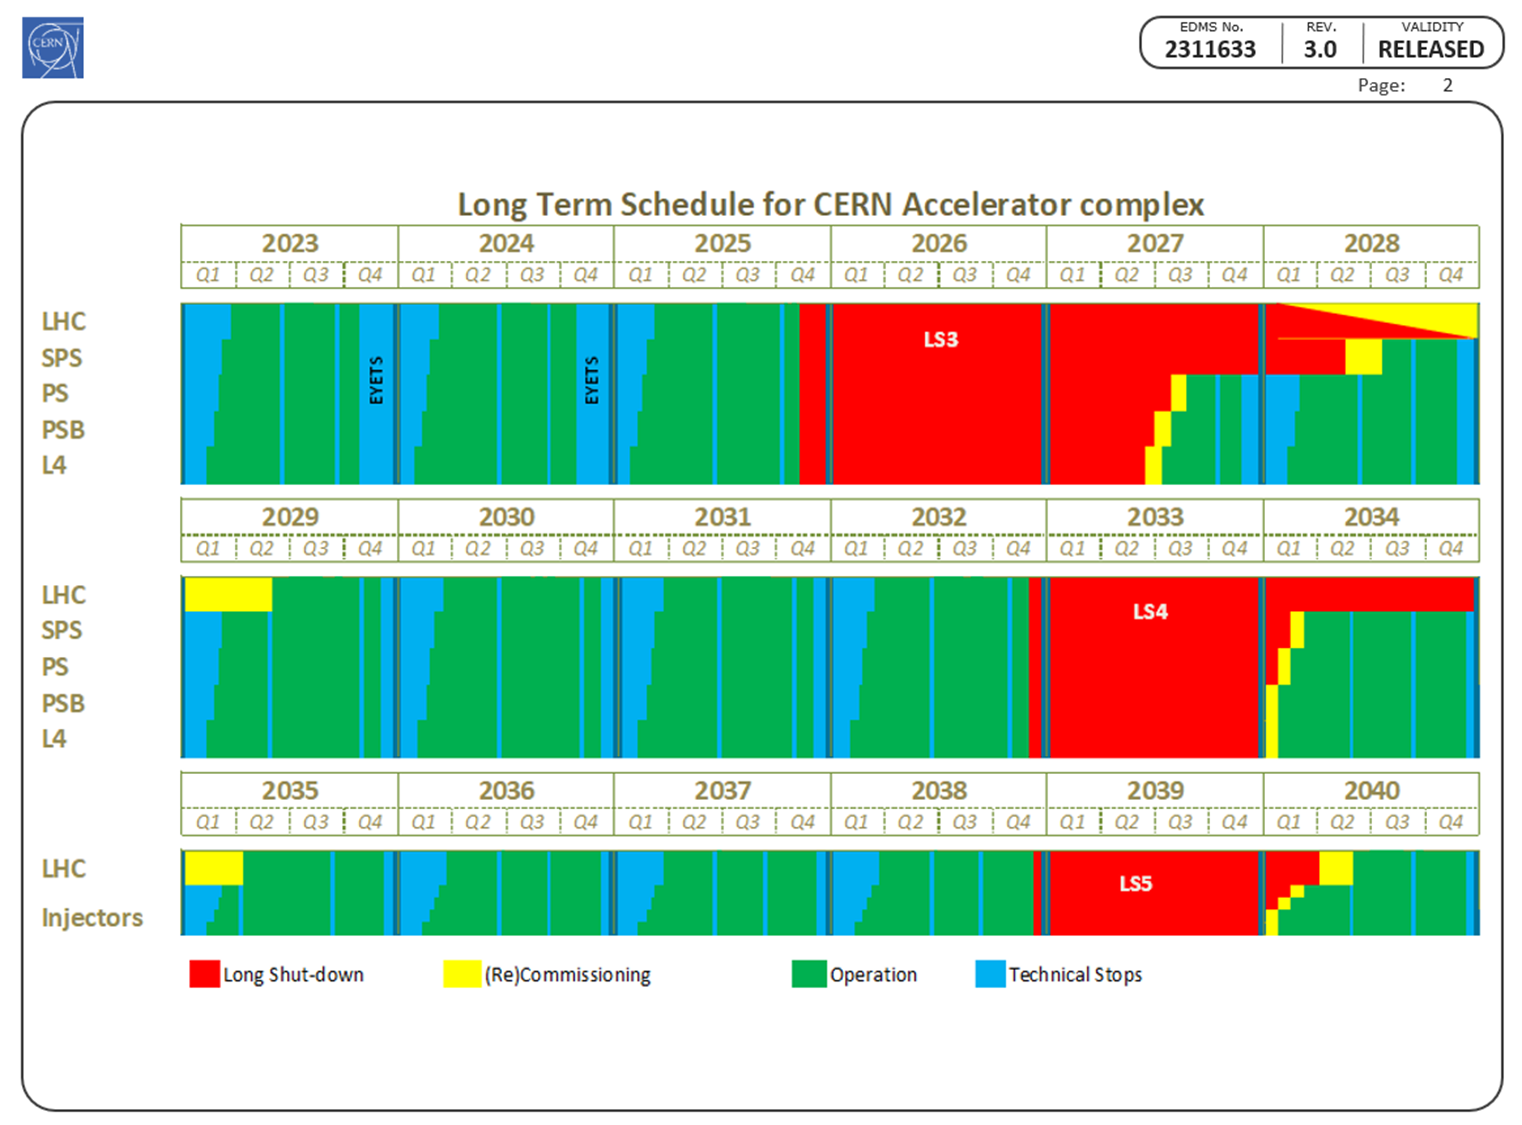 CERN
EDMS No. REV. VALIDITY
2311633 3.0 RELEASED
Page: 2
Long Term Schedule for CERN Accelerator complex
2023 2024 2025 2026 2027 2028
Q1 Q2 Q3 Q4 Q1 Q2 Q3 Q4 Q1 Q2 Q3 Q4 Q1 Q2 Q3 Q4 Q1 Q2 Q3 Q4 Q1 Q2 Q3 Q4
LHC
LS3
SPS
EYETS EYETS
PS
PSB
L4
2029 2030 2031 2032 2033 2034
Q1 Q2 Q3 Q4 Q1 Q2 Q3 Q4 Q1 Q2 Q3 Q4 Q1 Q2 Q3 Q4 Q1 Q2 Q3 Q4 Q1 Q2 Q3 Q4
LHC
LS4
SPS
PS
PSB
L4
2035 2036 2037 2038 2039 2040
Q1 Q2 Q3 Q4 Q1 Q2 Q3 Q4 Q1 Q2 Q3 Q4 Q1 Q2 Q3 Q4 Q1 Q2 Q3 Q4 Q1 Q2 Q3 Q4
LHC
LS5
Injectors
Long Shut-down (Re)Commissioning Operation Technical Stops